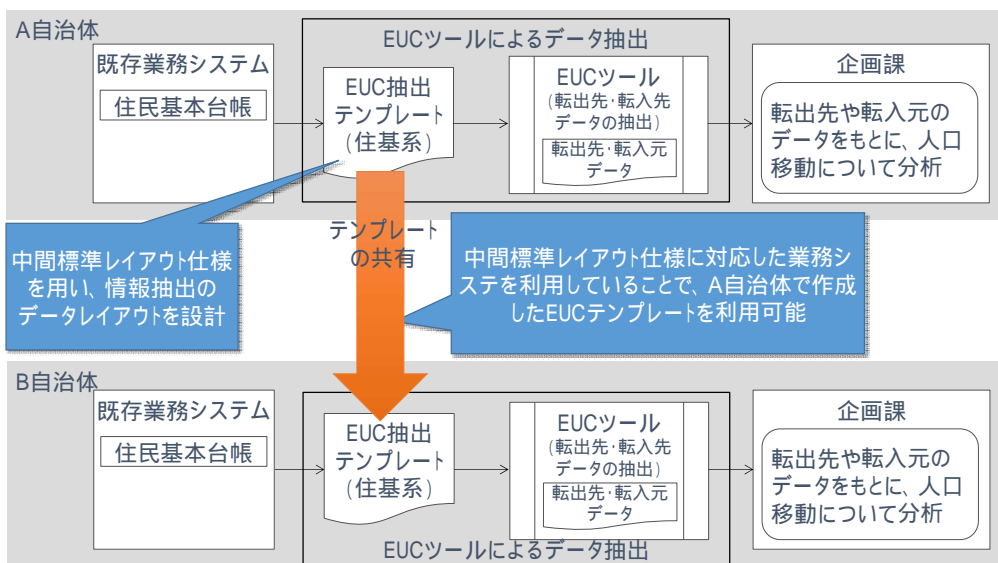 A自治体
EUCツールによるデータ抽出
既存業務システム
住民基本台帳
EUC抽出
テンプレート
(住基系)
EUCツール
(転出先・転入先
データの抽出)
転出先・転入元
データ
企画課
転出先や転入元の
データをもとに、人口
移動について分析
中間標準レイアウト仕様
を用い、情報抽出の
データレイアウトを設計
テンプレート
の共有
中間標準レイアウト仕様に対応した業務シ
ステを利用していることで、A自治体で作成
したEUCテンプレートを利用可能
B自治体
既存業務システム
住民基本台帳
EUC抽出
テンプレート
(住基系)
EUCツール
(転出先・転入先
データの抽出)
転出先・転入元
データ
企画課
転出先や転入元の
データをもとに、人口
移動について分析
EUCツールによるデータ抽出